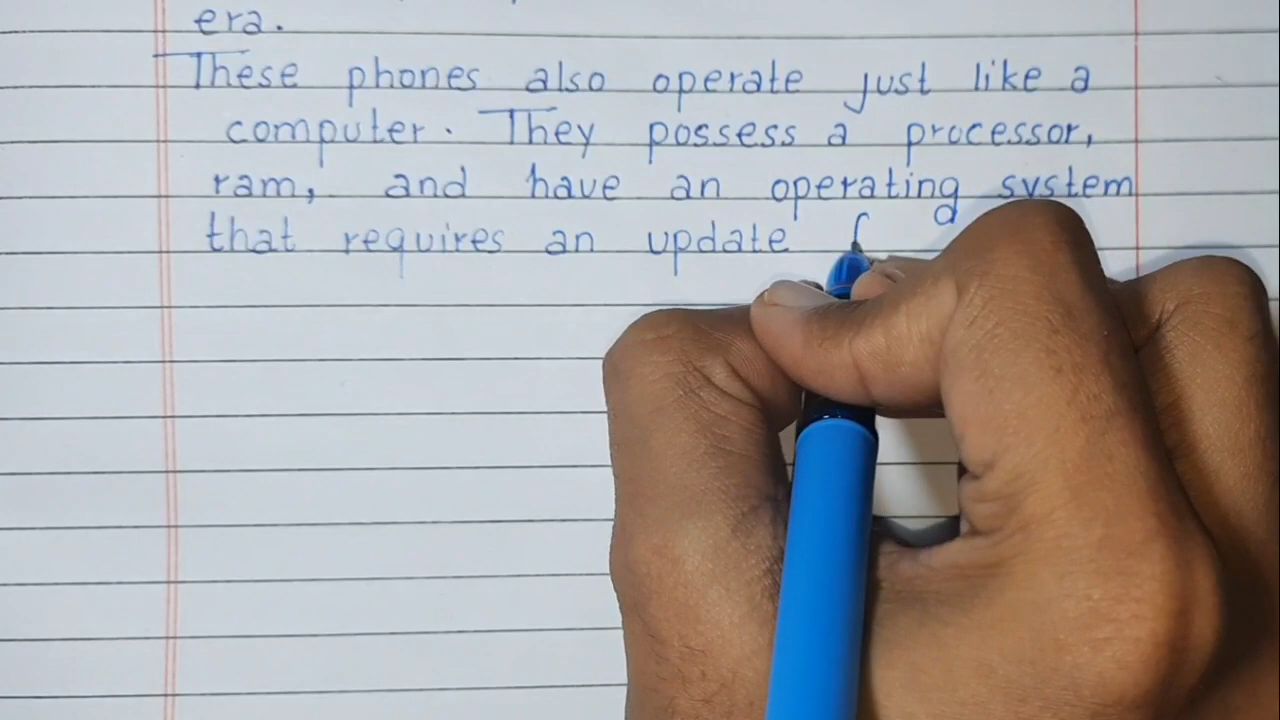 era.
These phones also operate just like a
computer. They possess a processor,
ram, and have an operating system
that requires an update